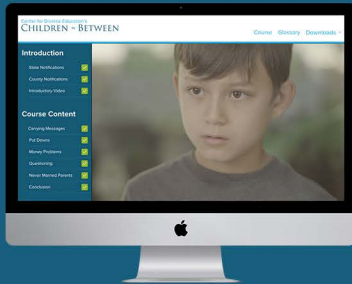 Center for Divorce Education's
CHILDREN ~ BETWEEN
Course Glossary Downloads
Introduction
State Notifications
County Notifications
Introductory Video
Course Content
Carrying Messages
Put Downs
Money Problems
Questioning
Never Married Parents
Conclusion